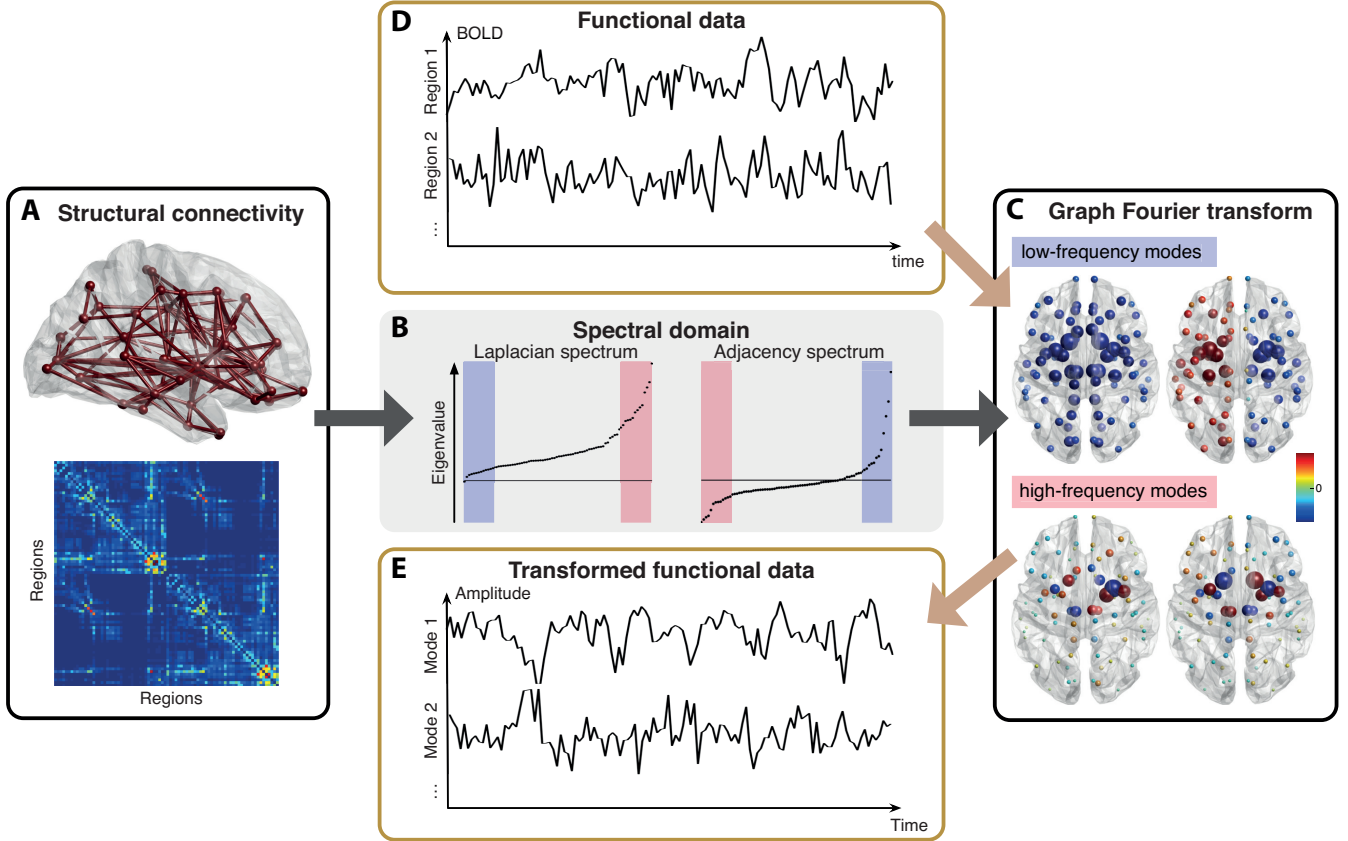 A Structural connectivity
Regions
Regions
D Functional data
BOLD
Region 1
Region 2
...
time
B Spectral domain
Laplacian spectrum
Adjacency spectrum
Eigenvalue
E Transformed functional data
Amplitude
Mode 1
Mode 2
...
Time
C Graph Fourier transform
low-frequency modes
0
high-frequency modes